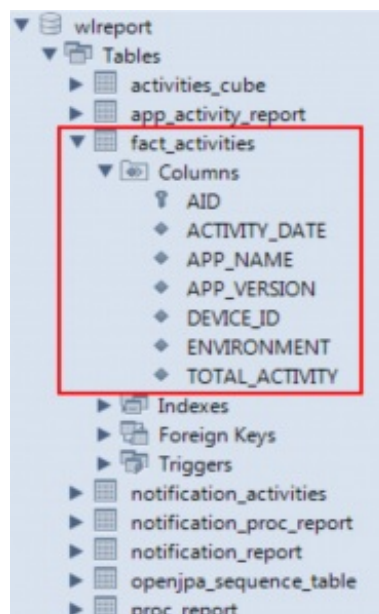 wlreport
Tables
activities_cube
app_activity_report
fact_activities
Columns
AID
ACTIVITY_DATE
APP_NAME
APP_VERSION
DEVICE_ID
ENVIRONMENT
TOTAL_ACTIVITY
Indexes
Foreign Keys
Triggers
notification_activities
notification_proc_report
notification_report
openjpa_sequence_table
proc_report